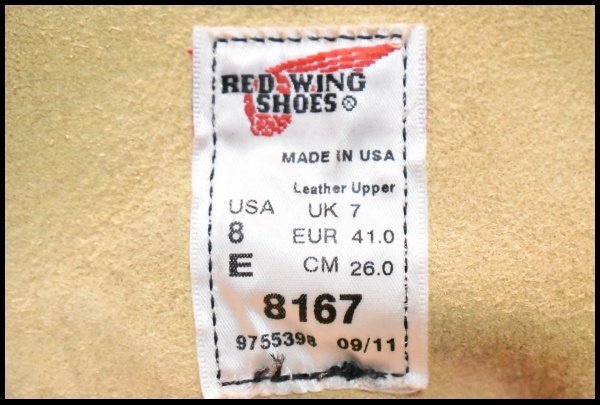 RED WING
SHOES®
MADE IN USA
Leather Upper
USA UK 7
8 EUR 41.0
E CM 26.0
8167
09/11